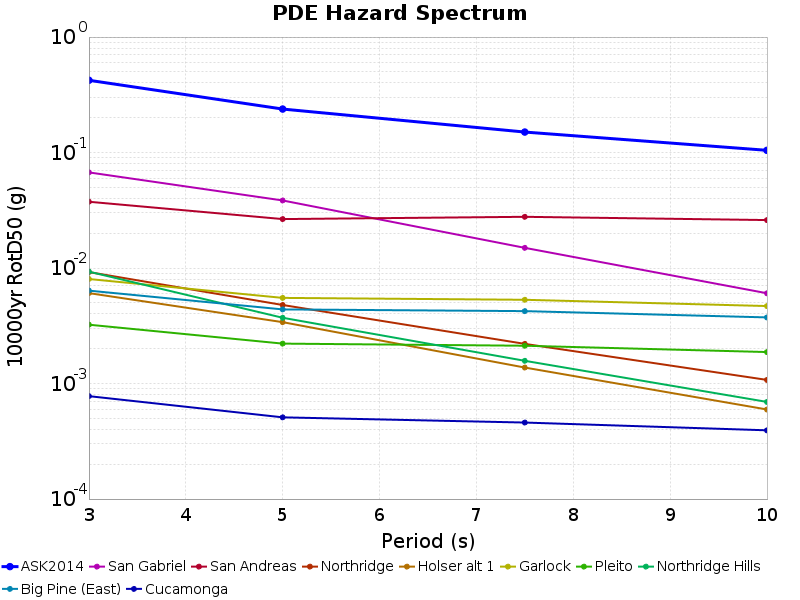 PDE Hazard Spectrum
10000yr RotD50 (g)
10^0
10^-1
10^-2
10^-3
10^-4
3 4 5 6 7 8 9 10
Period (s)
ASK2014 San Gabriel San Andreas Northridge Holser alt 1 Garlock Pleito Northridge Hills
Big Pine (East) Cucamonga